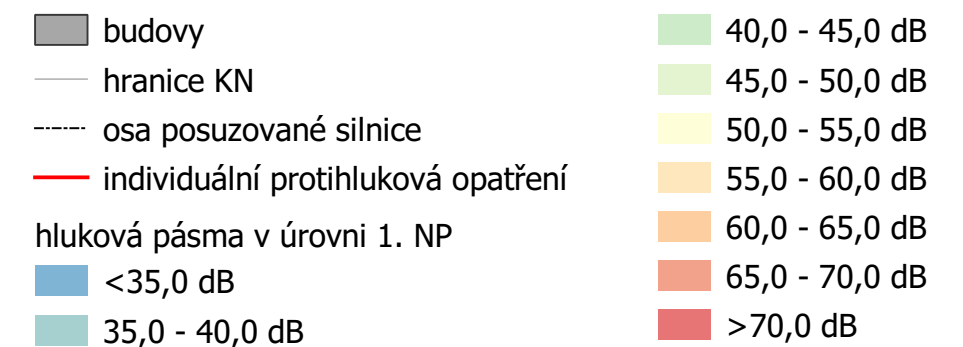 budovy
hranice KN
osa posuzované silnice
individuální protihluková opatření
hluková pásma v úrovni 1. NP
<35,0 dB
35,0 - 40,0 dB
40,0 - 45,0 dB
45,0 - 50,0 dB
50,0 - 55,0 dB
55,0 - 60,0 dB
60,0 - 65,0 dB
65,0 - 70,0 dB
>70,0 dB